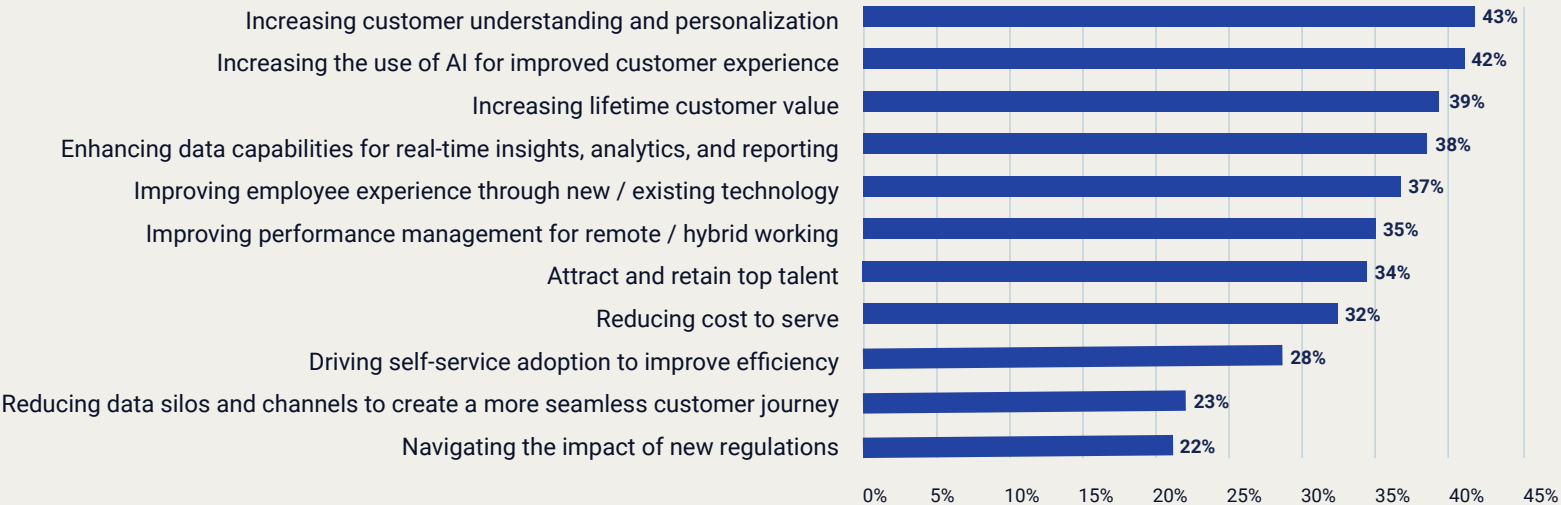 Increasing customer understanding and personalization 43%
Increasing the use of AI for improved customer experience 42%
Increasing lifetime customer value 39%
Enhancing data capabilities for real-time insights, analytics, and reporting 38%
Improving employee experience through new / existing technology 37%
Improving performance management for remote / hybrid working 35%
Attract and retain top talent 34%
Reducing cost to serve 32%
Driving self-service adoption to improve efficiency 28%
Reducing data silos and channels to create a more seamless customer journey 23%
Navigating the impact of new regulations 22%
0% 5% 10% 15% 20% 25% 30% 35% 40% 45%